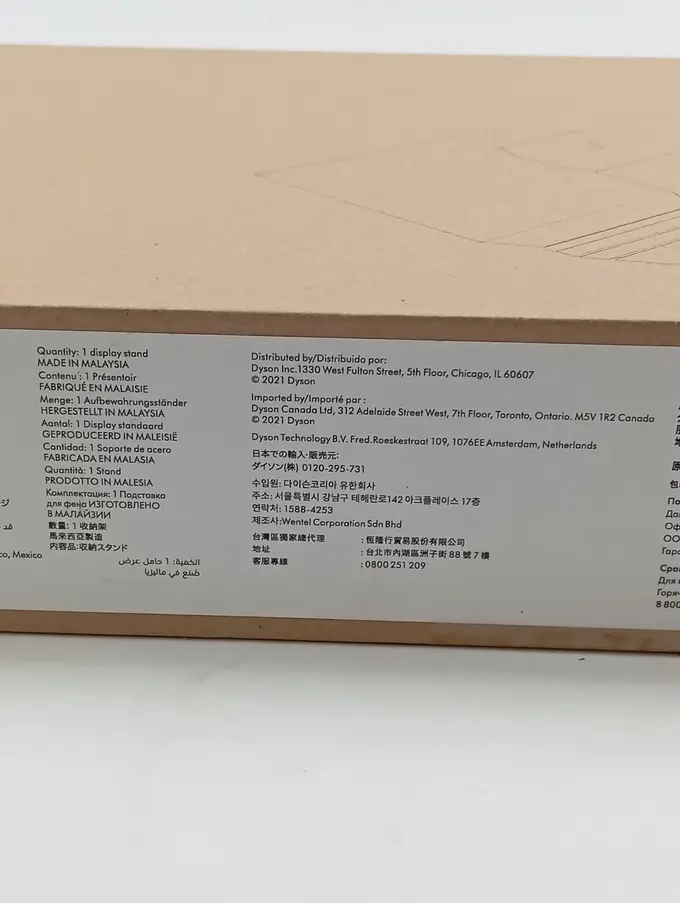 Quantity: 1 display stand
MADE IN MALAYSIA
Contenu : 1 Présentoir
FABRIQUÉ EN MALAISIE
Menge: 1 Aufbewahrungsständer
HERGESTELLT IN MALAYSIA
Aantal: 1 Display standaard
GEPRODUCEERD IN MALEISIË
Cantidad: 1 Soporte de acero
FABRICADA EN MALASIA
Quantità: 1 Stand
PRODOTTO IN MALESIA
Комплектация: 1 Подставка
для фена ИЗГОТОВЛЕНО
В МАЛАЙЗИИ
數量: 1 收納架
馬來西亞製造
内容品:収納スタンド
الكمية: 1 حامل عرض
صُنع في ماليزيا
Mexico
Distributed by/Distribuida por:
Dyson Inc.1330 West Fulton Street, 5th Floor, Chicago, IL 60607
© 2021 Dyson
Imported by/Importé par :
Dyson Canada Ltd, 312 Adelaide Street West, 7th Floor, Toronto, Ontario. M5V 1R2 Canada
© 2021 Dyson
Dyson Technology B.V. Fred.Roeskestraat 109, 1076EE Amsterdam, Netherlands
日本での輸入・販売元:
ダイソン(株) 0120-295-731
수입원: 다이슨코리아 유한회사
주소: 서울특별시 강남구 테헤란로142 아크플레이스 17층
연락처: 1588-4253
제조사:Wentel Corporation Sdn Bhd
台灣區獨家總代理 : 恆隆行貿易股份有限公司
地址 : 台北市內湖區洲子街 88 號 7 樓
客服專線 : 0800 251 209
8 800